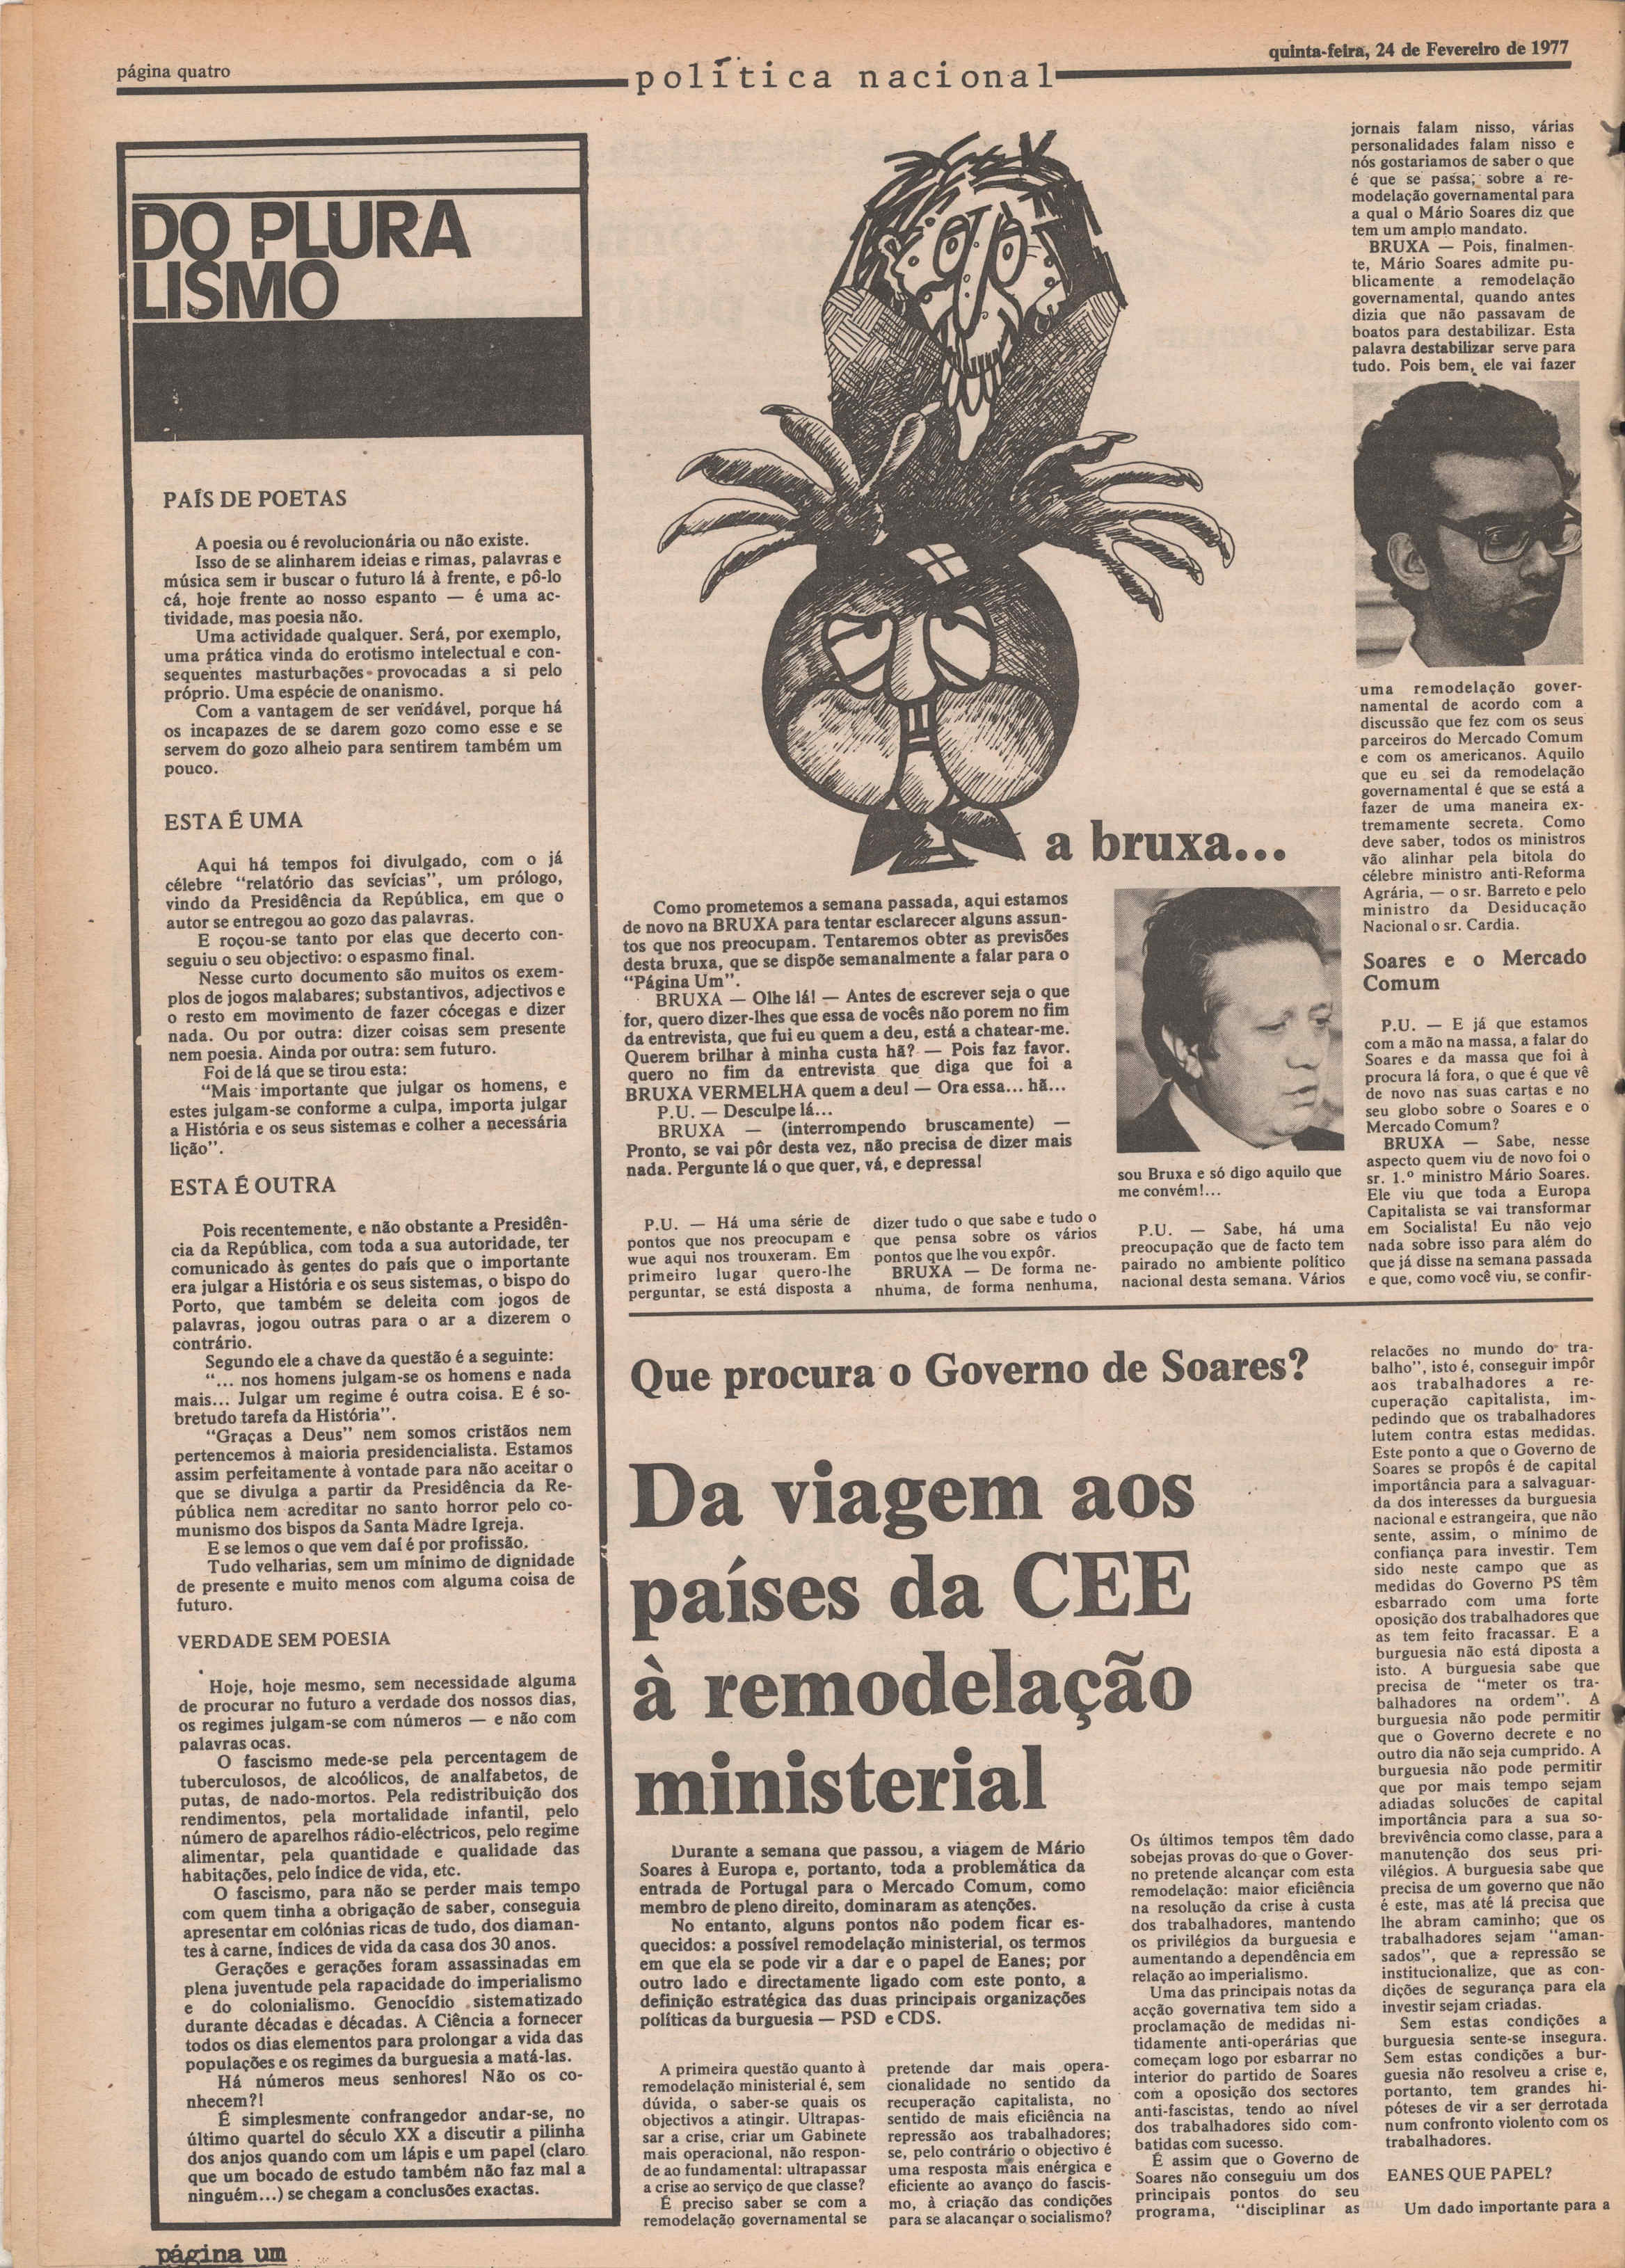 página quatro
política nacional
quinta-feira, 24 de Fevereiro de 1977
DO PLURA
LISMO
PAÍS DE POETAS
A poesia ou é revolucionária ou não existe.
Isso de se alinharem ideias e rimas, palavras e
música sem ir buscar o futuro lá à frente, e pô-lo
cá, hoje frente ao nosso espanto — é uma ac-
tividade, mas poesia não.
Uma actividade qualquer. Será, por exemplo,
uma prática vinda do erotismo intelectual e con-
sequentes masturbações provocadas a si pelo
próprio. Uma espécie de onanismo.
Com a vantagem de ser vendável, porque há
os incapazes de se darem gozo como esse e se
servem do gozo alheio para sentirem também um
pouco.
ESTA É UMA
Aqui há tempos foi divulgado, com o já
célebre “relatório das sevícias”, um prólogo,
vindo da Presidência da República, em que o
autor se entregou ao gozo das palavras.
E roçou-se tanto por elas que decerto con-
seguiu o seu objectivo: o espasmo final.
Nesse curto documento são muitos os exem-
plos de jogos malabares; substantivos, adjectivos e
o resto em movimento de fazer cócegas e dizer
nada. Ou por outra: dizer coisas sem presente
nem poesia. Ainda por outra: sem futuro.
Foi de lá que se tirou esta:
“Mais importante que julgar os homens, e
estes julgam-se conforme a culpa, importa julgar
a História e os seus sistemas e colher a necessária
lição”.
ESTA É OUTRA
Pois recentemente, e não obstante a Presidên-
cia da República, com toda a sua autoridade, ter
comunicado às gentes do país que o importante
era julgar a História e os seus sistemas, o bispo do
Porto, que também se deleita com jogos de
palavras, jogou outras para o ar a dizerem o
contrário.
Segundo ele a chave da questão é a seguinte:
“... nos homens julgam-se os homens e nada
mais... Julgar um regime é outra coisa. E é so-
bretudo tarefa da História”.
“Graças a Deus” nem somos cristãos nem
pertencemos à maioria presidencialista. Estamos
assim perfeitamente à vontade para não aceitar o
que se divulga a partir da Presidência da Re-
pública nem acreditar no santo horror pelo co-
munismo dos bispos da Santa Madre Igreja.
E se lemos o que vem daí é por profissão.
Tudo velharias, sem um mínimo de dignidade
de presente e muito menos com alguma coisa de
futuro.
VERDADE SEM POESIA
Hoje, hoje mesmo, sem necessidade alguma
de procurar no futuro a verdade dos nossos dias,
os regimes julgam-se com números — e não com
palavras ocas.
O fascismo mede-se pela percentagem de
tuberculosos, de alcoólicos, de analfabetos, de
putas, de nado-mortos. Pela redistribuição dos
rendimentos, pela mortalidade infantil, pelo
número de aparelhos rádio-eléctricos, pelo regime
alimentar, pela quantidade e qualidade das
habitações, pelo índice de vida, etc.
O fascismo, para não se perder mais tempo
com quem tinha a obrigação de saber, conseguia
apresentar em colónias ricas de tudo, dos diaman-
tes à carne, índices de vida da casa dos 30 anos.
Gerações e gerações foram assassinadas em
plena juventude pela rapacidade do imperialismo
e do colonialismo. Genocídio sistematizado
durante décadas e décadas. A Ciência a fornecer
todos os dias elementos para prolongar a vida das
populações e os regimes da burguesia a matá-las.
Há números meus senhores! Não os co-
nhecem?!
É simplesmente confrangedor andar-se, no
último quartel do século XX a discutir a pilinha
dos anjos quando com um lápis e um papel (claro
que um bocado de estudo também não faz mal a
ninguém...) se chegam a conclusões exactas.
página um
a bruxa...
Como prometemos a semana passada, aqui estamos
de novo na BRUXA para tentar esclarecer alguns assun-
tos que nos preocupam. Tentaremos obter as previsões
desta bruxa, que se dispõe semanalmente a falar para o
“Página Um”.
BRUXA — Olhe lá! — Antes de escrever seja o que
for, quero dizer-lhes que essa de vocês não porem no fim
da entrevista, que fui eu quem a deu, está a chatear-me.
Querem brilhar à minha custa hã? — Pois faz favor.
quero no fim da entrevista que diga que foi a
BRUXA VERMELHA quem a deu! — Ora essa... hã...
P.U. — Desculpe lá...
BRUXA — (interrompendo bruscamente) —
Pronto, se vai pôr desta vez, não precisa de dizer mais
nada. Pergunte lá o que quer, vá, e depressa!
P.U. — Há uma série de
pontos que nos preocupam e
wue aqui nos trouxeram. Em
primeiro lugar quero-lhe
perguntar, se está disposta a
dizer tudo o que sabe e tudo o
que pensa sobre os vários
pontos que lhe vou expôr.
BRUXA — De forma ne-
nhuma, de forma nenhuma,
sou Bruxa e só digo aquilo que
me convém!...
P.U. — Sabe, há uma
preocupação que de facto tem
pairado no ambiente político
nacional desta semana. Vários
jornais falam nisso, várias
personalidades falam nisso e
nós gostariamos de saber o que
é que se passa; sobre a re-
modelação governamental para
a qual o Mário Soares diz que
tem um amplo mandato.
BRUXA — Pois, finalmen-
te, Mário Soares admite pu-
blicamente a remodelação
governamental, quando antes
dizia que não passavam de
boatos para destabilizar. Esta
palavra destabilizar serve para
tudo. Pois bem, ele vai fazer
uma remodelação gover-
namental de acordo com a
discussão que fez com os seus
parceiros do Mercado Comum
e com os americanos. Aquilo
que eu sei da remodelação
governamental é que se está a
fazer de uma maneira ex-
tremamente secreta. Como
deve saber, todos os ministros
vão alinhar pela bitola do
célebre ministro anti-Reforma
Agrária, — o sr. Barreto e pelo
ministro da Desiducação
Nacional o sr. Cardia.
Soares e o Mercado
Comum
P.U. — E já que estamos
com a mão na massa, a falar do
Soares e da massa que foi à
procura lá fora, o que é que vê
de novo nas suas cartas e no
seu globo sobre o Soares e o
Mercado Comum?
BRUXA — Sabe, nesse
aspecto quem viu de novo foi o
sr. 1.º ministro Mário Soares.
Ele viu que toda a Europa
Capitalista se vai transformar
em Socialista! Eu não vejo
nada sobre isso para além do
que já disse na semana passada
e que, como você viu, se confir-
Que procura o Governo de Soares?
Da viagem aos
países da CEE
à remodelação
ministerial
Durante a semana que passou, a viagem de Mário
Soares à Europa e, portanto, toda a problemática da
entrada de Portugal para o Mercado Comum, como
membro de pleno direito, dominaram as atenções.
No entanto, alguns pontos não podem ficar es-
quecidos: a possível remodelação ministerial, os termos
em que ela se pode vir a dar e o papel de Eanes; por
outro lado e directamente ligado com este ponto, a
definição estratégica das duas principais organizações
políticas da burguesia — PSD e CDS.
A primeira questão quanto à
remodelação ministerial é, sem
dúvida, o saber-se quais os
objectivos a atingir. Ultrapas-
sar a crise, criar um Gabinete
mais operacional, não respon-
de ao fundamental: ultrapassar
a crise ao serviço de que classe?
É preciso saber se com a
remodelação governamental se
pretende dar mais opera-
cionalidade no sentido da
recuperação capitalista, no
sentido de mais eficiência na
repressão aos trabalhadores;
se, pelo contrário o objectivo é
uma resposta mais enérgica e
eficiente ao avanço do fascis-
mo, à criação das condições
para se alacançar o socialismo?
Os últimos tempos têm dado
sobejas provas do que o Gover-
no pretende alcançar com esta
remodelação: maior eficiência
na resolução da crise à custa
dos trabalhadores, mantendo
os privilégios da burguesia e
aumentando a dependência em
relação ao imperialismo.
Uma das principais notas da
acção governativa tem sido a
proclamação de medidas ni-
tidamente anti-operárias que
começam logo por esbarrar no
interior do partido de Soares
com a oposição dos sectores
anti-fascistas, tendo ao nível
dos trabalhadores sido com-
batidas com sucesso.
É assim que o Governo de
Soares não conseguiu um dos
principais pontos do seu
programa, “disciplinar as
relacões no mundo do tra-
balho”, isto é, conseguir impôr
aos trabalhadores a re-
cuperação capitalista, im-
pedindo que os trabalhadores
lutem contra estas medidas.
Este ponto a que o Governo de
Soares se propôs é de capital
importância para a salvaguar-
da dos interesses da burguesia
nacional e estrangeira, que não
sente, assim, o mínimo de
confiança para investir. Tem
sido neste campo que as
medidas do Governo PS têm
esbarrado com uma forte
oposição dos trabalhadores que
as tem feito fracassar. E a
burguesia não está diposta a
isto. A burguesia sabe que
precisa de “meter os tra-
balhadores na ordem”. A
burguesia não pode permitir
que o Governo decrete e no
outro dia não seja cumprido. A
burguesia não pode permitir
que por mais tempo sejam
adiadas soluções de capital
importância para a sua so-
brevivência como classe, para a
manutenção dos seus pri-
vilégios. A burguesia sabe que
precisa de um governo que não
é este, mas até lá precisa que
lhe abram caminho; que os
trabalhadores sejam “aman-
sados”, que a repressão se
institucionalize, que as con-
dições de segurança para ela
investir sejam criadas.
Sem estas condições a
burguesia sente-se insegura.
Sem estas condições a bur-
guesia não resolveu a crise e,
portanto, tem grandes hi-
póteses de vir a ser derrotada
num confronto violento com os
trabalhadores.
EANES QUE PAPEL?
Um dado importante para a